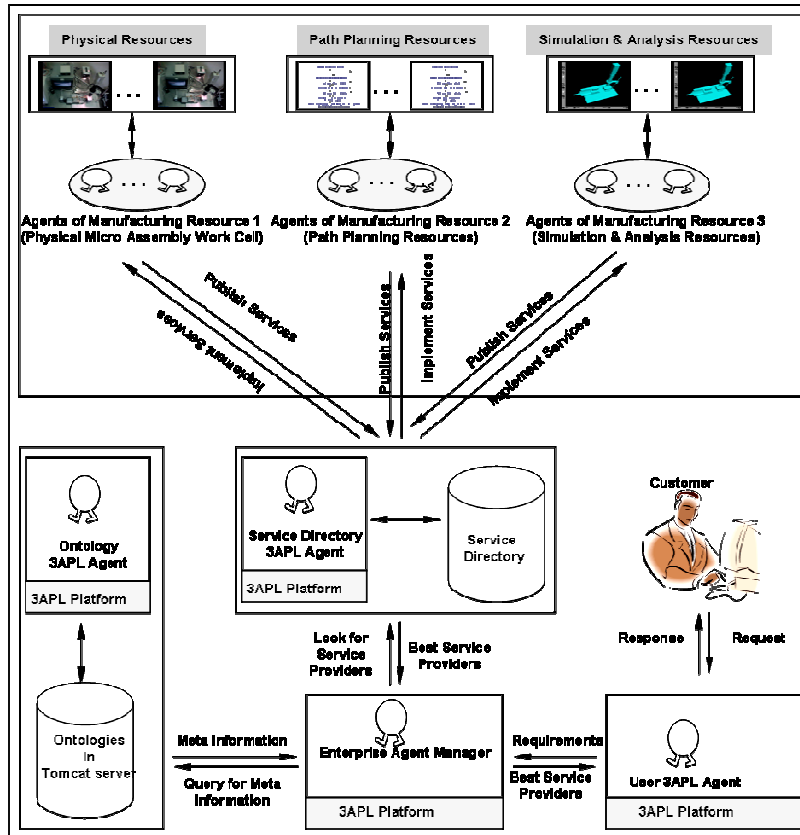 Physical Resources
Path Planning Resources
Simulation & Analysis Resources
...
...
...
...
...
...
Agents of Manufacturing Resource 1
(Physical Micro Assembly Work Cell)
Agents of Manufacturing Resource 2
(Path Planning Resources)
Agents of Manufacturing Resource 3
(Simulation & Analysis Resources)
Publish Services
Implement Services
Publish Services
Implement Services
Publish Services
Implement Services
Ontology
3APL Agent
3APL Platform
Service Directory
3APL Agent
3APL Platform
Service
Directory
Customer
Look for
Service
Providers
Best Service
Providers
Response
Request
Ontologies
in
Tomcat server
Meta Information
Query for Meta
Information
Enterprise Agent Manager
3APL Platform
Requirements
Best Service
Providers
User 3APL Agent
3APL Platform